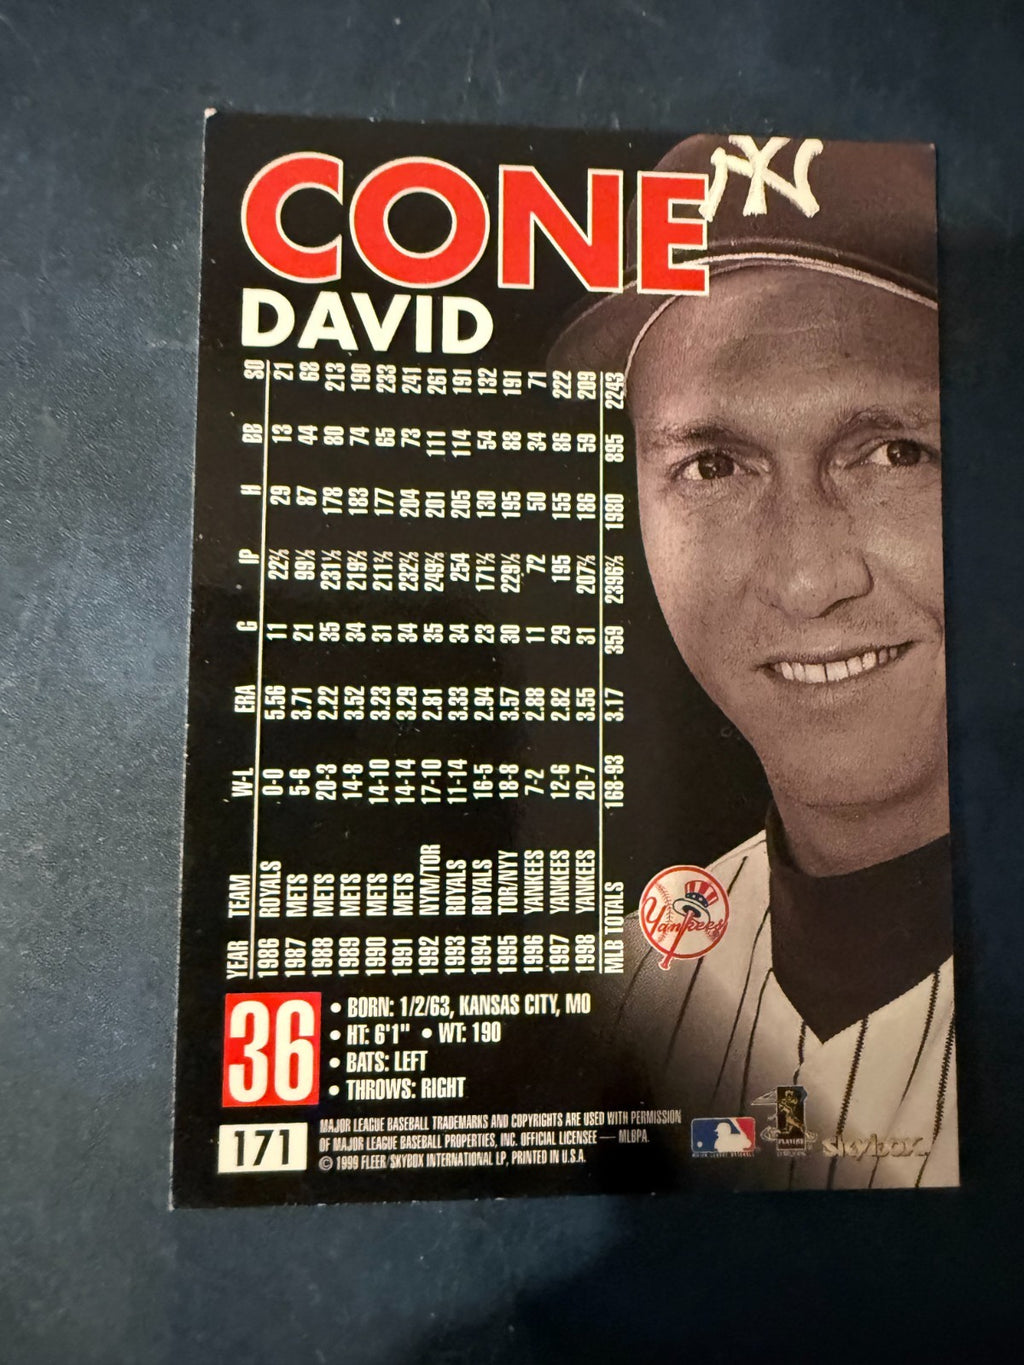 CONE
DAVID
YEAR TEAM W-L ERA G IP H BB SO
1986 ROYALS 0-0 5.56 11 22⅔ 29 13 21
1987 METS 5-6 3.71 21 99⅓ 87 44 68
1988 METS 20-3 2.22 35 231⅓ 178 80 213
1989 METS 14-8 3.52 34 219⅔ 183 74 190
1990 METS 14-10 3.23 31 211⅔ 177 65 233
1991 METS 14-14 3.29 34 232⅔ 204 73 241
1992 NYM/TOR 17-10 2.81 35 249⅔ 201 111 261
1993 ROYALS 11-14 3.33 34 254 205 114 191
1994 ROYALS 16-5 2.94 23 171⅔ 130 54 132
1995 TOR/NYY 18-8 3.57 30 229⅓ 195 88 191
1996 YANKEES 7-2 2.88 11 72 50 34 71
1997 YANKEES 12-6 2.82 29 195 155 86 222
1998 YANKEES 20-7 3.55 31 207⅔ 186 59 209
MLB TOTALS 168-93 3.17 359 2396⅔ 1980 895 2243
NY
Yankees
36
• BORN: 1/2/63, KANSAS CITY, MO
• HT: 6'1" • WT: 190
• BATS: LEFT
• THROWS: RIGHT
171
MAJOR LEAGUE BASEBALL TRADEMARKS AND COPYRIGHTS ARE USED WITH PERMISSION
OF MAJOR LEAGUE BASEBALL PROPERTIES, INC. OFFICIAL LICENSEE — MLBPA.
© 1999 FLEER/SKYBOX INTERNATIONAL LP, PRINTED IN U.S.A.
MAJOR LEAGUE BASEBALL
PLAYERS
skybox